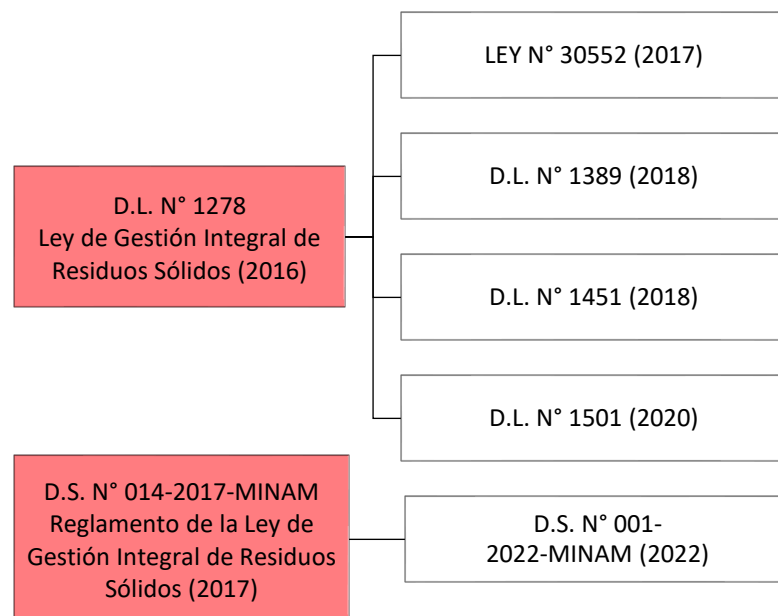 D.L. N° 1278
Ley de Gestión Integral de
Residuos Sólidos (2016)
LEY N° 30552 (2017)
D.L. N° 1389 (2018)
D.L. N° 1451 (2018)
D.L. N° 1501 (2020)
D.S. N° 014-2017-MINAM
Reglamento de la Ley de
Gestión Integral de Residuos
Sólidos (2017)
D.S. N° 001-
2022-MINAM (2022)